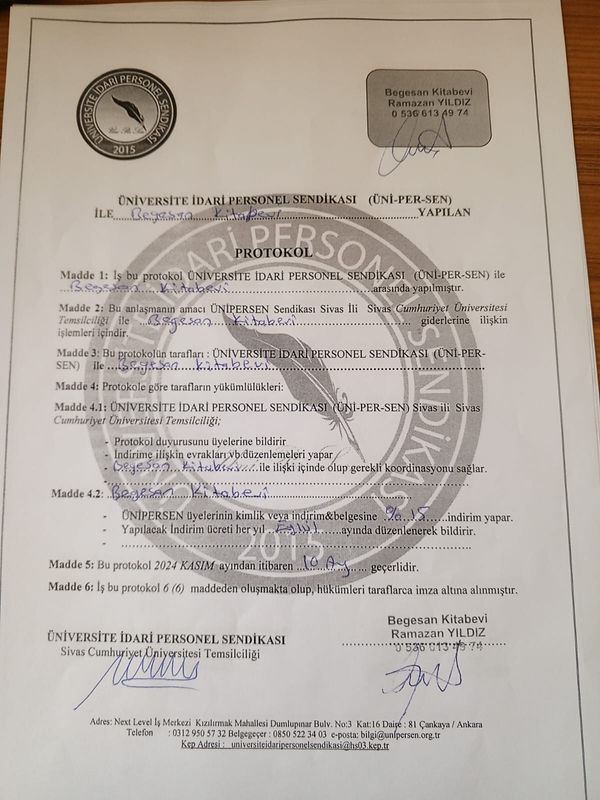 ÜNİVERSİTE İDARİ PERSONEL SENDİKASI
2015
Begesan Kitabevi
Ramazan YILDIZ
0 536 613 49 74
ÜNİVERSİTE İDARİ PERSONEL SENDİKASI (ÜNİ-PER-SEN)
İLE...Begesan Kitabevi...YAPILAN
PROTOKOL
Madde 1: İş bu protokol ÜNİVERSİTE İDARİ PERSONEL SENDİKASI (ÜNİ-PER-SEN) ile
Begesan Kitabevi...arasında yapılmıştır.
Madde 2: Bu anlaşmanın amacı ÜNİPERSEN Sendikası Sivas İli Sivas Cumhuriyet Üniversitesi
Temsilciliği ile ...Begesan Kitabevi... giderlerine ilişkin
işlemleri içindir.
Madde 3: Bu protokolün tarafları : ÜNİVERSİTE İDARİ PERSONEL SENDİKASI (ÜNİ-PER-
SEN) ile ...Begesan Kitabevi
Madde 4: Protokole göre tarafların yükümlülükleri:
Madde 4.1: ÜNİVERSİTE İDARİ PERSONEL SENDİKASI (ÜNİ-PER-SEN) Sivas ili Sivas
Cumhuriyet Üniversitesi Temsilciliği;
- Protokol duyurusunu üyelerine bildirir
- İndirime ilişkin evrakları vb.düzenlemeleri yapar
- Begesan Kitabevi...ile ilişki içinde olup gerekli koordinasyonu sağlar.
- ...
Madde 4.2: Begesan Kitabevi
- ÜNİPERSEN üyelerinin kimlik veya indirim&belgesine %15 indirim yapar.
- Yapılacak İndirim ücreti her yıl ..Eylül...ayında düzenlenerek bildirir.
- ...
Madde 5: Bu protokol 2024 KASIM ayından itibaren ..10 Ay... geçerlidir.
Madde 6: İş bu protokol 6 (6) maddeden oluşmakta olup, hükümleri taraflarca imza altına alınmıştır.
ÜNİVERSİTE İDARİ PERSONEL SENDİKASI
Sivas Cumhuriyet Üniversitesi Temsilciliği
Begesan Kitabevi
Ramazan YILDIZ
0 536 613 49 74
Adres: Next Level İş Merkezi Kızılırmak Mahallesi Dumlupınar Bulv. No:3 Kat:16 Daire : 81 Çankaya / Ankara
Telefon : 0312 950 57 32 Belgegeçer : 0850 522 34 03 e-posta: bilgi@unipersen.org.tr
Kep Adresi : universiteidaripersonelsendikasi@hs03.kep.tr